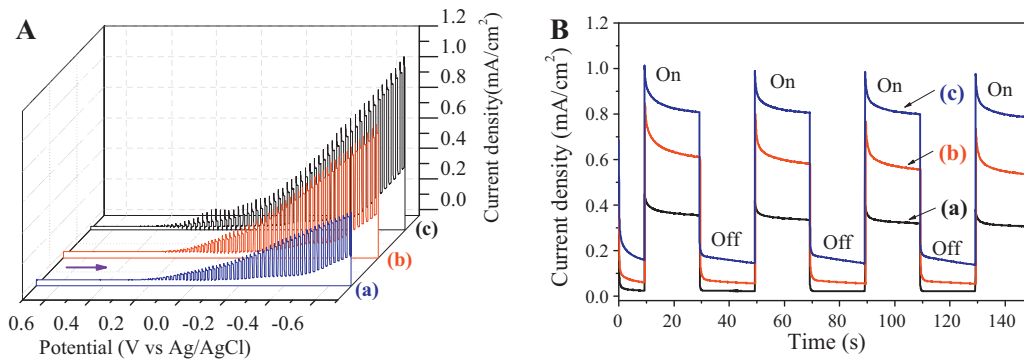 A
1.2
1.0
0.8
0.6
0.4
0.2
0.0
Current density(mA/cm²)
(c)
(b)
(a)
0.6 0.4 0.2 0.0 -0.2 -0.4 -0.6
Potential (V vs Ag/AgCl)
B
1.2
1.0
0.8
0.6
0.4
0.2
0.0
Current density (mA/cm²)
On On On On
(c)
(b)
(a)
Off Off Off
0 20 40 60 80 100 120 140
Time (s)